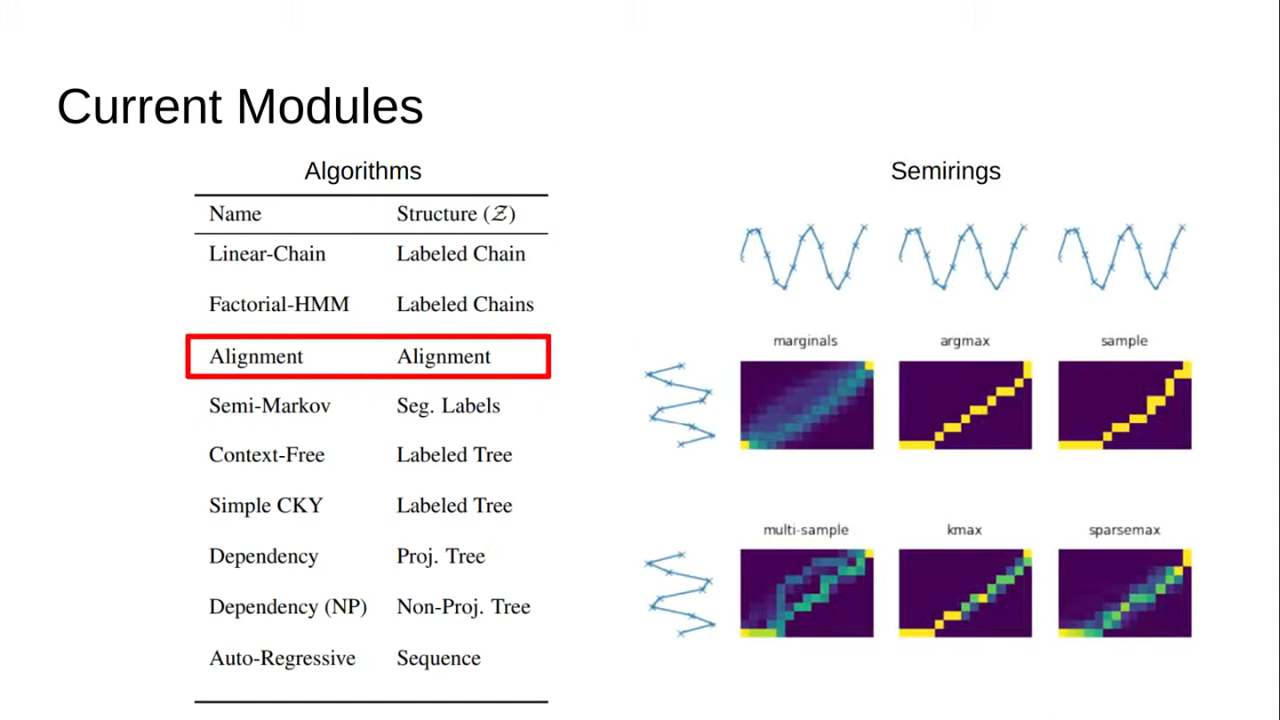 Current Modules
Algorithms
Name Structure (𝒵)
Linear-Chain Labeled Chain
Factorial-HMM Labeled Chains
Alignment Alignment
Semi-Markov Seg. Labels
Context-Free Labeled Tree
Simple CKY Labeled Tree
Dependency Proj. Tree
Dependency (NP) Non-Proj. Tree
Auto-Regressive Sequence
Semirings
marginals argmax sample
multi-sample kmax sparsemax